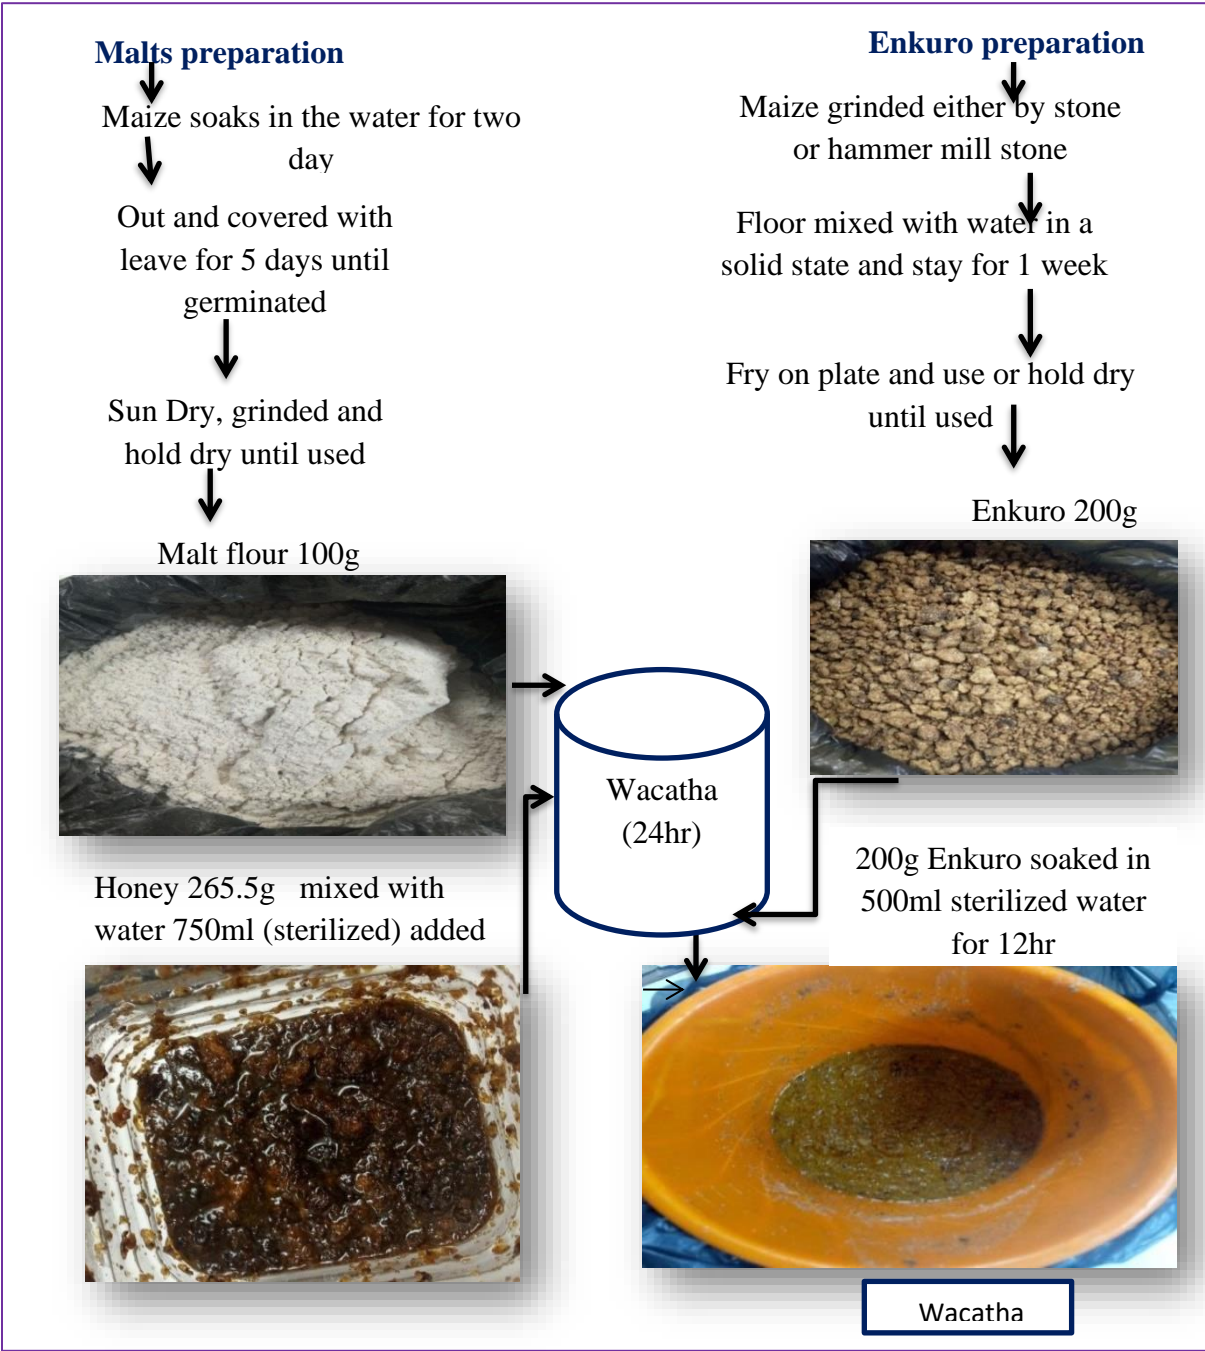 Malts preparation
Maize soaks in the water for two
day
Out and covered with
leave for 5 days until
germinated
Sun Dry, grinded and
hold dry until used
Malt flour 100g
Enkuro preparation
Maize grinded either by stone
or hammer mill stone
Floor mixed with water in a
solid state and stay for 1 week
Fry on plate and use or hold dry
until used
Enkuro 200g
Wacatha
(24hr)
Honey 265.5g mixed with
water 750ml (sterilized) added
200g Enkuro soaked in
500ml sterilized water
for 12hr
Wacatha